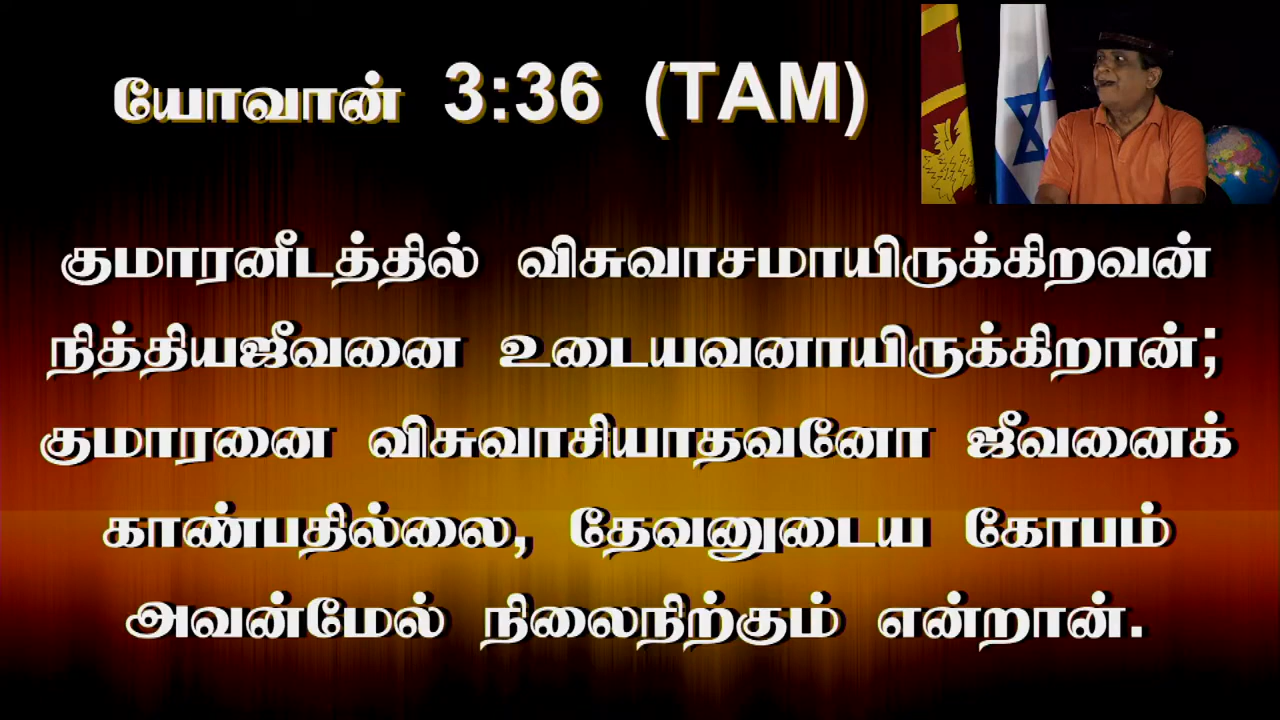 யோவான் 3:36 (TAM)
குமாரனீடத்தில் விசுவாசமாயிருக்கிறவன்
நித்தியஜீவனை உடையவனாயிருக்கிறான்;
குமாரனை விசுவாசியாதவனோ ஜீவனைக்
காண்பதில்லை, தேவனுடைய கோபம்
அவன்மேல் நிலைநிற்கும் என்றான்.